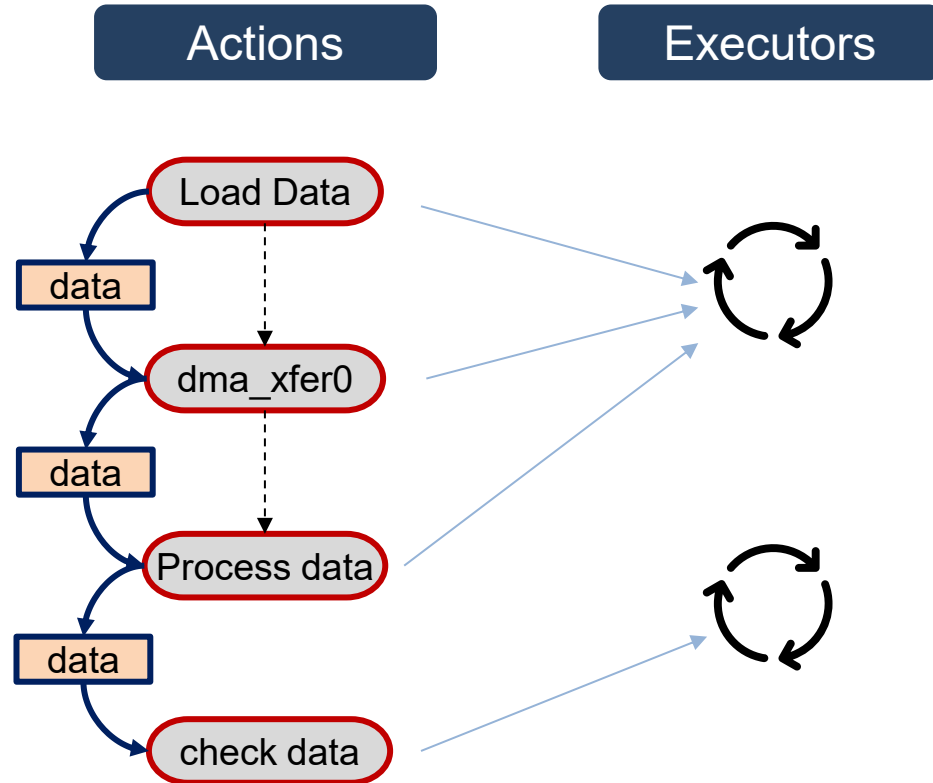 Actions
Executors
Load Data
data
dma_xfer0
data
Process data
data
check data